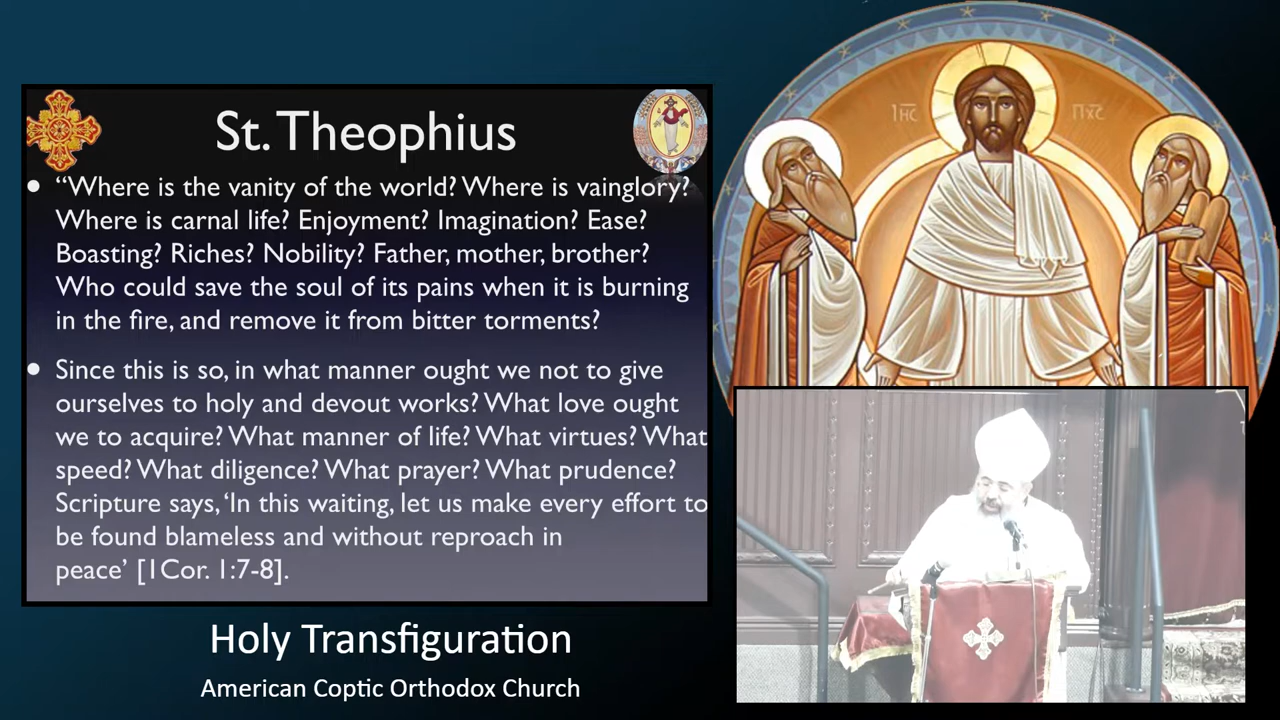 St. Theophius
• “Where is the vanity of the world? Where is vainglory?
Where is carnal life? Enjoyment? Imagination? Ease?
Boasting? Riches? Nobility? Father, mother, brother?
Who could save the soul of its pains when it is burning
in the fire, and remove it from bitter torments?
• Since this is so, in what manner ought we not to give
ourselves to holy and devout works? What love ought
we to acquire? What manner of life? What virtues? What
speed? What diligence? What prayer? What prudence?
Scripture says, ‘In this waiting, let us make every effort to
be found blameless and without reproach in
peace’ [1Cor. 1:7-8].
Holy Transfiguration
American Coptic Orthodox Church